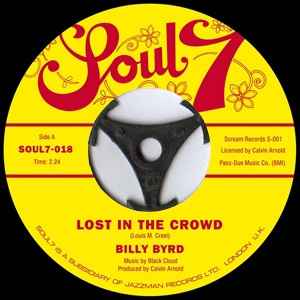 Soul 7
Side A
SOUL7-018
Time: 2:24
Scream Records S-001
Licensed by Calvin Arnold
Pass-Due Music Co. (BMI)
LOST IN THE CROWD
(Louis M. Creel)
BILLY BYRD
Music by Black Cloud
Produced by Calvin Arnold
SOUL7 IS A SUBSIDIARY OF JAZZMAN RECORDS LTD. LONDON U.K.